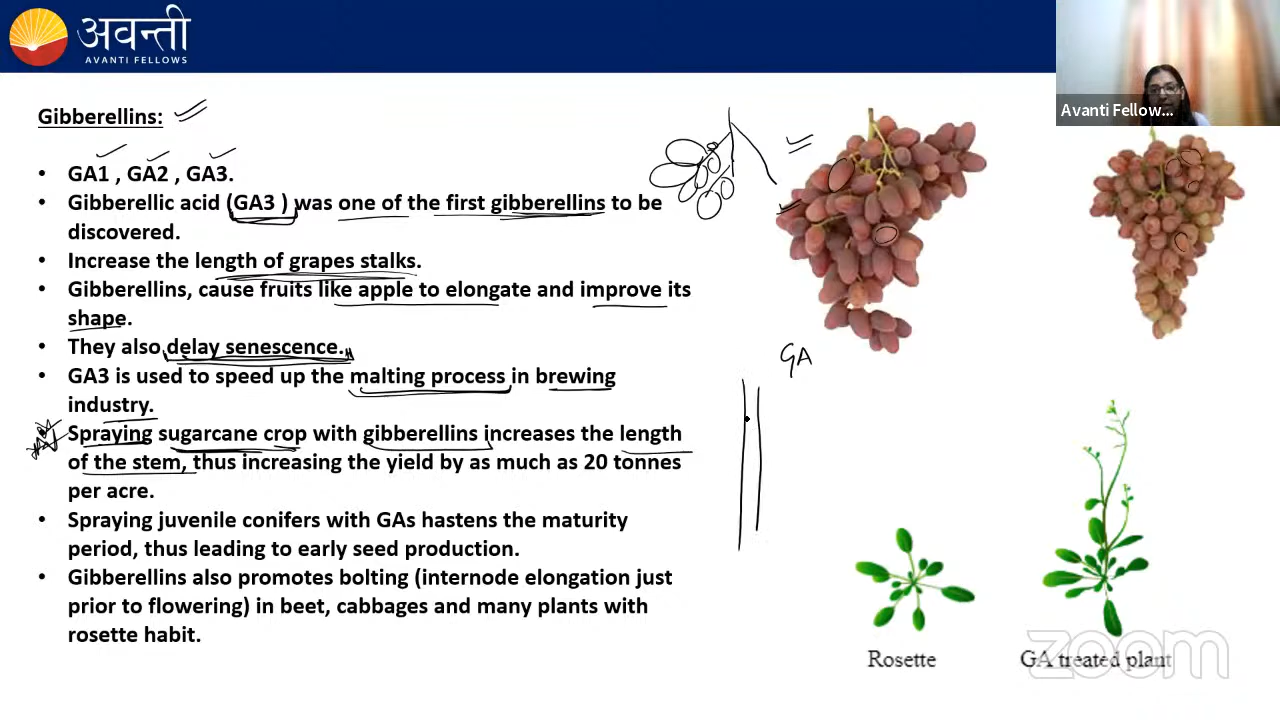 अवन्ती
AVANTI FELLOWS
Avanti Fellow...
Gibberellins:
• GA1 , GA2 , GA3.
• Gibberellic acid (GA3 ) was one of the first gibberellins to be
discovered.
• Increase the length of grapes stalks.
• Gibberellins, cause fruits like apple to elongate and improve its
shape.
• They also delay senescence.
• GA3 is used to speed up the malting process in brewing
industry.
• Spraying sugarcane crop with gibberellins increases the length
of the stem, thus increasing the yield by as much as 20 tonnes
per acre.
• Spraying juvenile conifers with GAs hastens the maturity
period, thus leading to early seed production.
• Gibberellins also promotes bolting (internode elongation just
prior to flowering) in beet, cabbages and many plants with
rosette habit.
GA
Rosette
GA treated plant
zoom